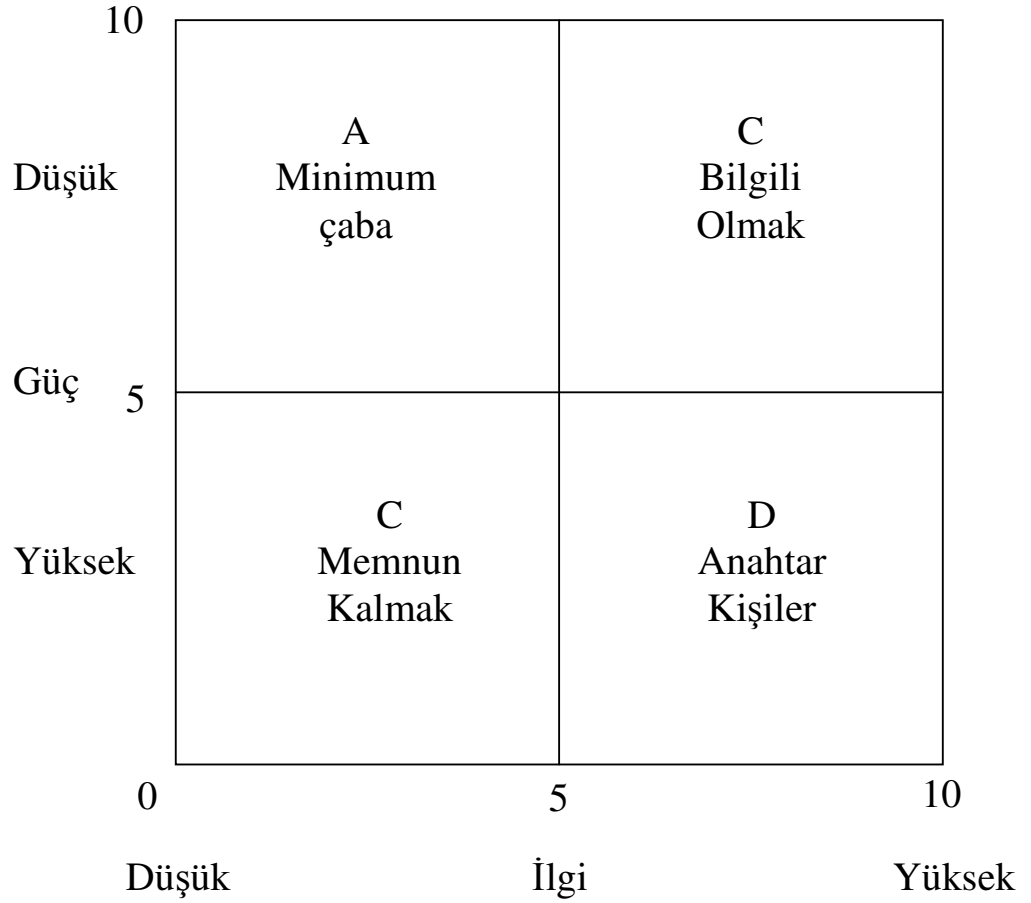 10
A
Minimum
çaba
C
Bilgili
Olmak
Düşük
Güç
5
C
Memnun
Kalmak
D
Anahtar
Kişiler
Yüksek
0
5
10
Düşük
İlgi
Yüksek